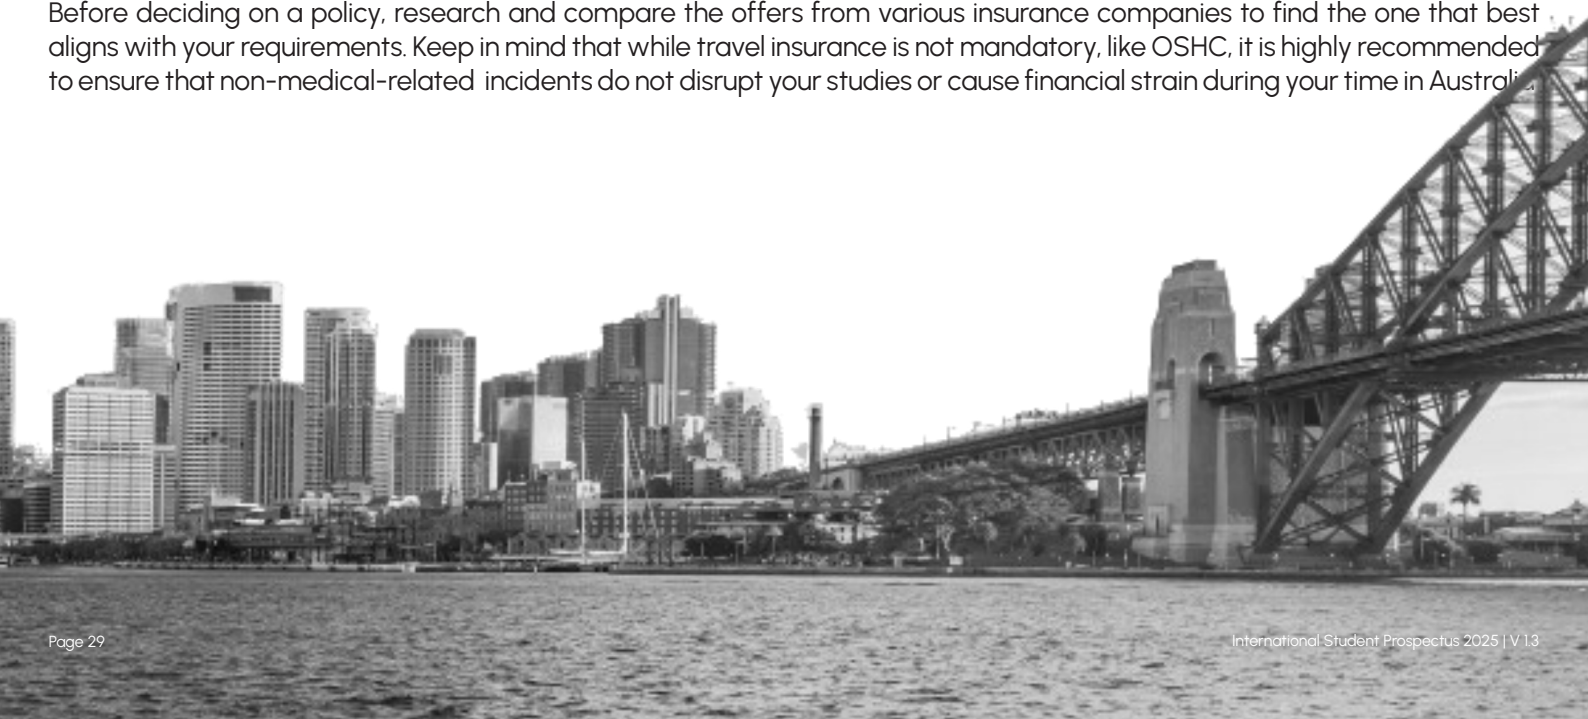 Before deciding on a policy, research and compare the offers from various insurance companies to find the one that best
aligns with your requirements. Keep in mind that while travel insurance is not mandatory, like OSHC, it is highly recommended
to ensure that non-medical-related incidents do not disrupt your studies or cause financial strain during your time in Australia.
Page 29
International Student Prospectus 2025 | V 1.3